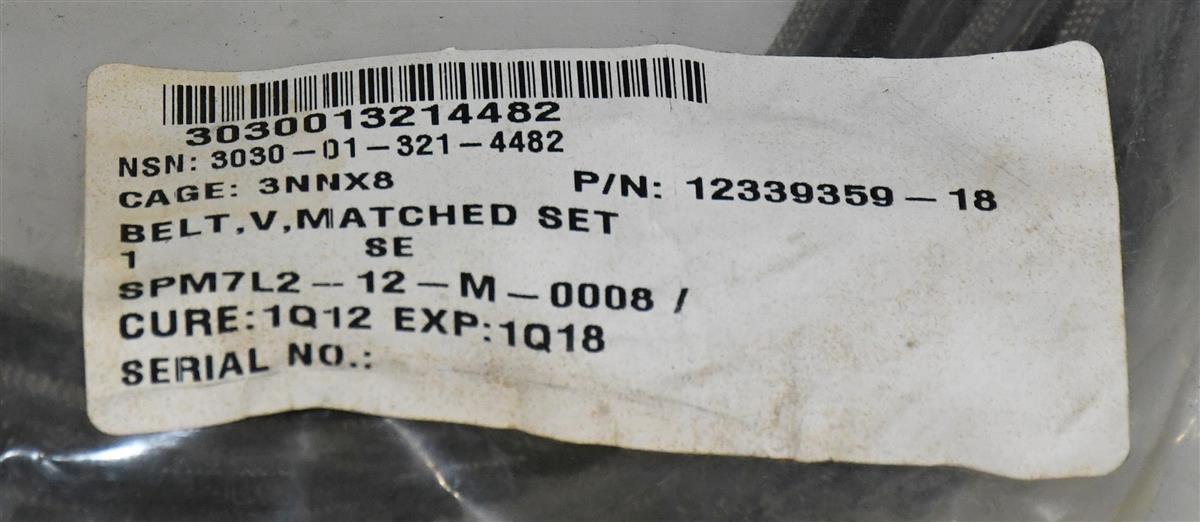 3030013214482
NSN: 3030-01-321-4482
CAGE: 3NNX8 P/N: 12339359-18
BELT,V,MATCHED SET
1 SE
SPM7L2-12-M-0008 /
CURE:1Q12 EXP:1Q18
SERIAL NO.: